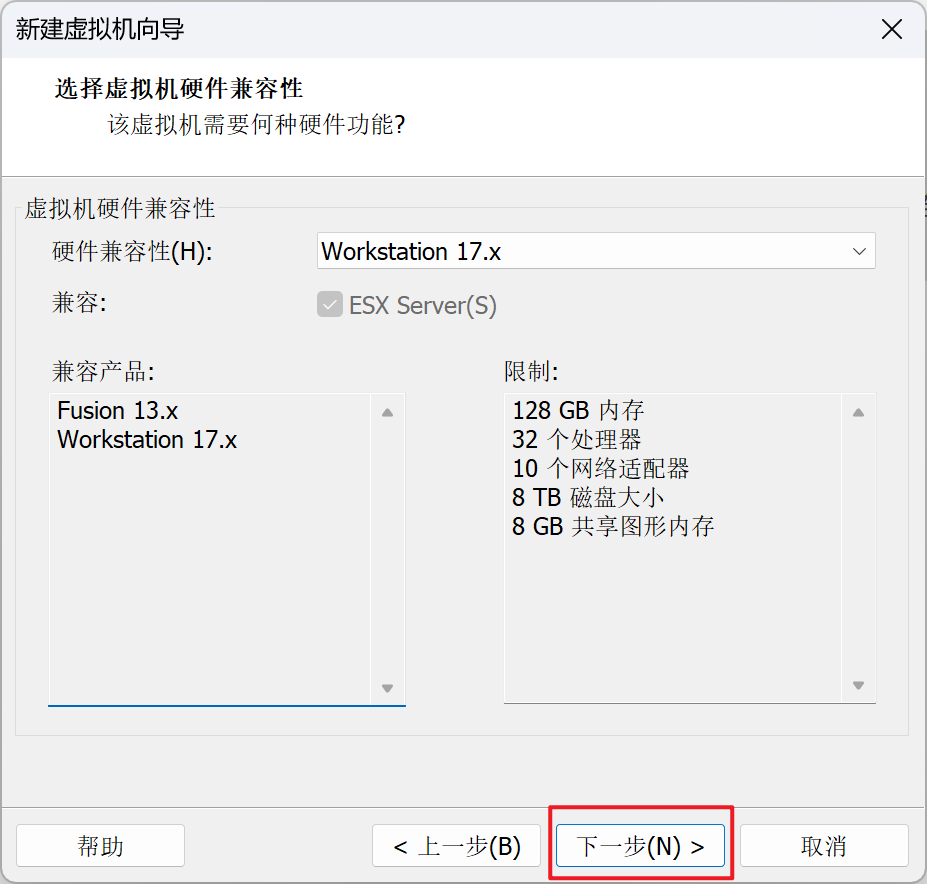 新建虚拟机向导
选择虚拟机硬件兼容性
该虚拟机需要何种硬件功能?
虚拟机硬件兼容性
硬件兼容性(H):
Workstation 17.x
兼容:
ESX Server(S)
兼容产品:
Fusion 13.x
Workstation 17.x
限制:
128 GB 内存
32 个处理器
10 个网络适配器
8 TB 磁盘大小
8 GB 共享图形内存
帮助
< 上一步(B)
下一步(N) >
取消